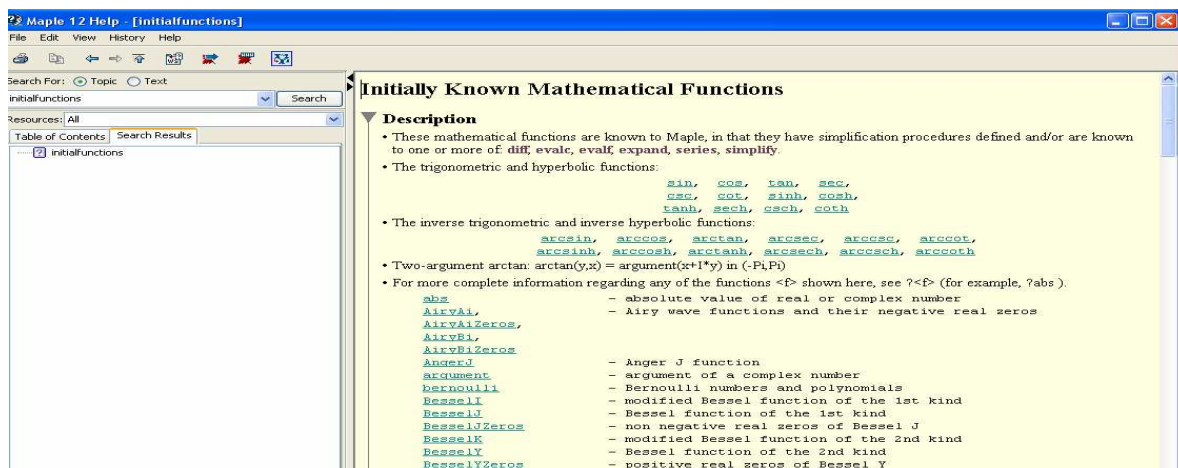 Maple 12 Help - [initialfunctions]
File Edit View History Help
Search For: Topic Text
initialfunctions Search
Resources: All
Table of Contents Search Results
initialfunctions
Initially Known Mathematical Functions
Description
• These mathematical functions are known to Maple, in that they have simplification procedures defined and/or are known
to one or more of: diff, evalc, evalf, expand, series, simplify.
• The trigonometric and hyperbolic functions:
sin, cos, tan, sec,
csc, cot, sinh, cosh,
tanh, sech, csch, coth
• The inverse trigonometric and inverse hyperbolic functions:
arcsin, arccos, arctan, arcsec, arccsc, arccot,
arcsinh, arccosh, arctanh, arcsech, arccsch, arccoth
• Two-argument arctan: arctan(y,x) = argument(x+I*y) in (-Pi,Pi)
• For more complete information regarding any of the functions <f> shown here, see ?<f> (for example, ?abs ).
abs – absolute value of real or complex number
AiryAi, – Airy wave functions and their negative real zeros
AiryAiZeros,
AiryBi,
AiryBiZeros
AngerJ – Anger J function
argument – argument of a complex number
bernoulli – Bernoulli numbers and polynomials
BesselI – modified Bessel function of the 1st kind
BesselJ – Bessel function of the 1st kind
BesselJZeros – non negative real zeros of Bessel J
BesselK – modified Bessel function of the 2nd kind
BesselY – Bessel function of the 2nd kind
BesselYZeros – positive real zeros of Bessel Y